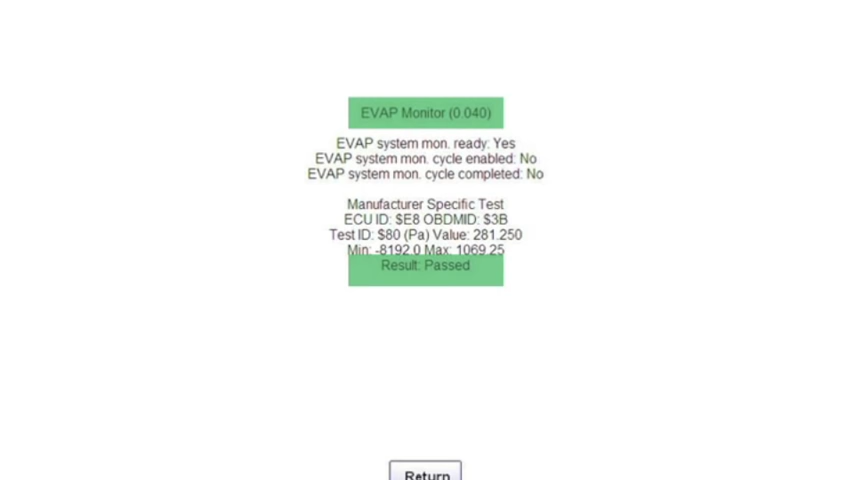 EVAP Monitor (0.040)
EVAP system mon. ready: Yes
EVAP system mon. cycle enabled: No
EVAP system mon. cycle completed: No
Manufacturer Specific Test
ECU ID: $E8 OBDMID: $3B
Test ID: $80 (Pa) Value: 281.250
Min: -8192.0 Max: 1069.25
Result: Passed
Return